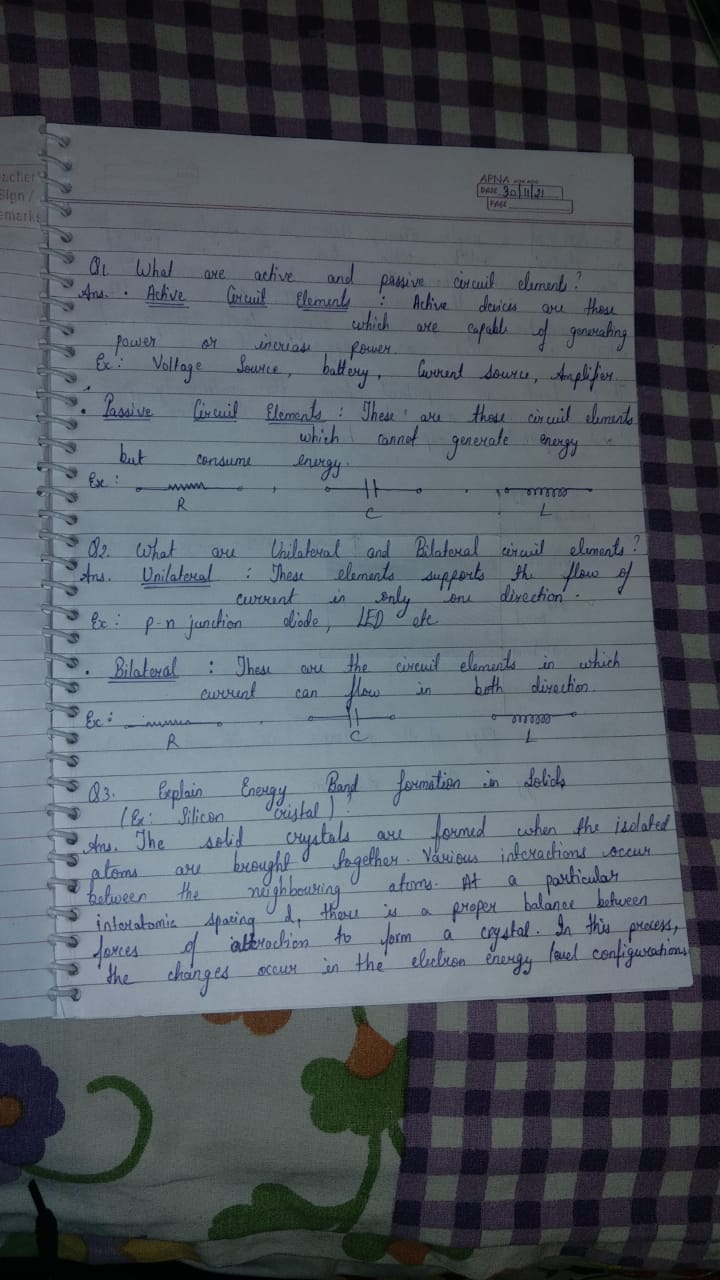 acher
Sign /
emarks
APNA
DATE 30/11/21
PAGE
Q1. What are active and passive circuit elements?
Ans. • Active Circuit Elements : Active devices are those
which are capable of generating
power or increase power.
Ex: Voltage Source, battery, Current source, Amplifier
• Passive Circuit Elements : These are those circuit elements
which cannot generate energy
but consume energy.
Ex :
R C L
Q2. What are Unilateral and Bilateral circuit elements?
Ans. Unilateral : These elements supports the flow of
current in only one direction.
Ex : p-n junction diode, LED etc.
• Bilateral : These are the circuit elements in which
current can flow in both direction.
Ex :
R C L
Q3. Explain Energy Band formation in Solids
(Ex: Silicon cristal)?
Ans. The solid crystals are formed when the isolated
atoms are brought together. Various interactions occur
between the neighbouring atoms. At a particular
interatomic spacing d, there is a proper balance between
forces of attraction to form a crystal. In this process,
the changes occur in the electron energy level configurations